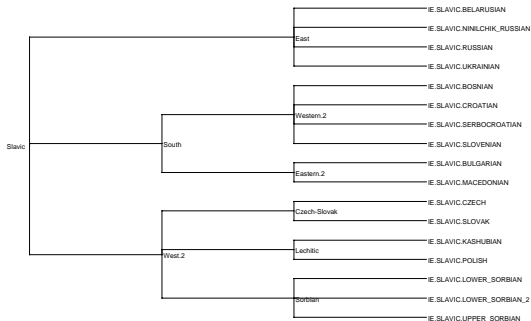 IE.SLAVIC.BELARUSIAN
IE.SLAVIC.NINILCHIK_RUSSIAN
East
IE.SLAVIC.RUSSIAN
IE.SLAVIC.UKRAINIAN
IE.SLAVIC.BOSNIAN
IE.SLAVIC.CROATIAN
Western.2
IE.SLAVIC.SERBOCROATIAN
Slavic
South
IE.SLAVIC.SLOVENIAN
IE.SLAVIC.BULGARIAN
Eastern.2
IE.SLAVIC.MACEDONIAN
IE.SLAVIC.CZECH
Czech-Slovak
IE.SLAVIC.SLOVAK
IE.SLAVIC.KASHUBIAN
West.2
Lechitic
IE.SLAVIC.POLISH
IE.SLAVIC.LOWER_SORBIAN
Sorbian
IE.SLAVIC.LOWER_SORBIAN_2
IE.SLAVIC.UPPER_SORBIAN